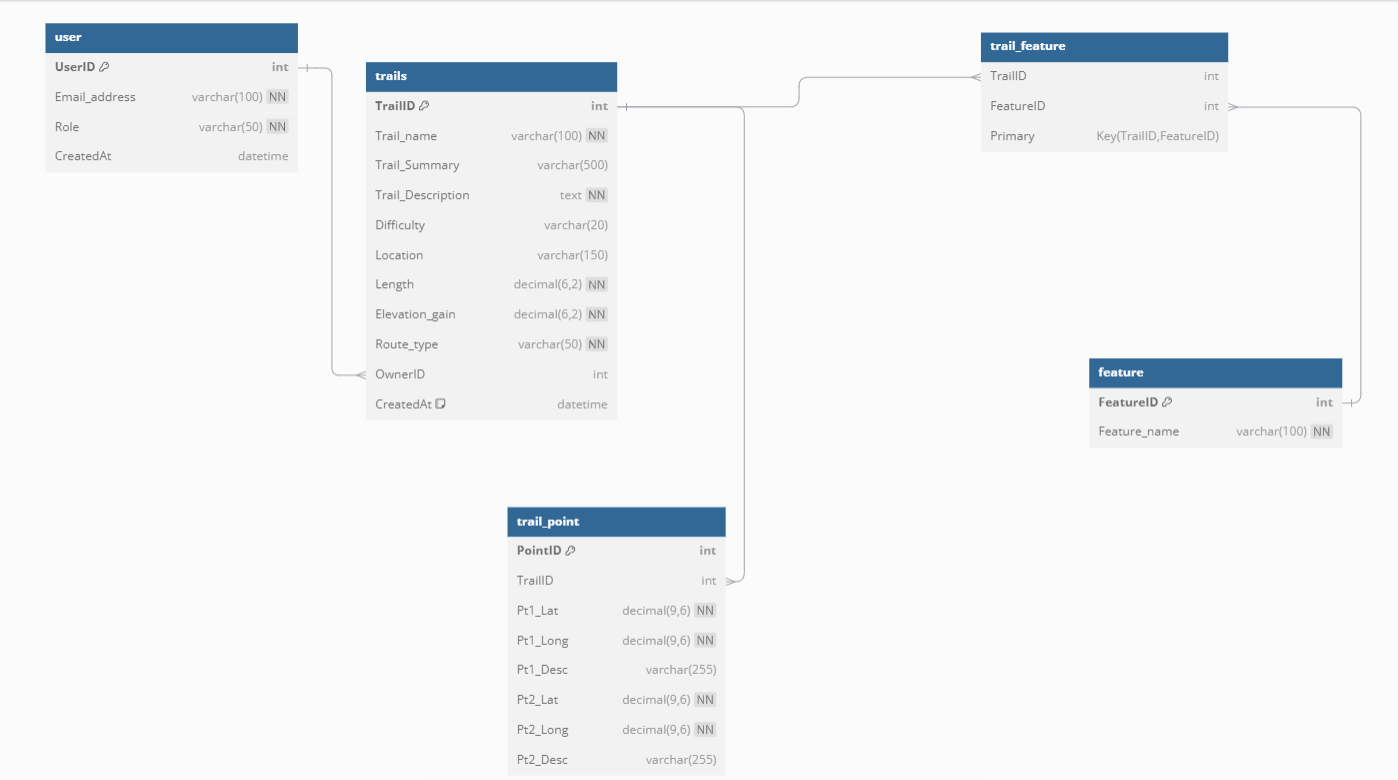 user
UserID int
Email_address varchar(100) NN
Role varchar(50) NN
CreatedAt datetime
trails
TrailID int
Trail_name varchar(100) NN
Trail_Summary varchar(500)
Trail_Description text NN
Difficulty varchar(20)
Location varchar(150)
Length decimal(6,2) NN
Elevation_gain decimal(6,2) NN
Route_type varchar(50) NN
OwnerID int
CreatedAt datetime
trail_feature
TrailID int
FeatureID int
Primary Key(TrailID,FeatureID)
feature
FeatureID int
Feature_name varchar(100) NN
trail_point
PointID int
TrailID int
Pt1_Lat decimal(9,6) NN
Pt1_Long decimal(9,6) NN
Pt1_Desc varchar(255)
Pt2_Lat decimal(9,6) NN
Pt2_Long decimal(9,6) NN
Pt2_Desc varchar(255)